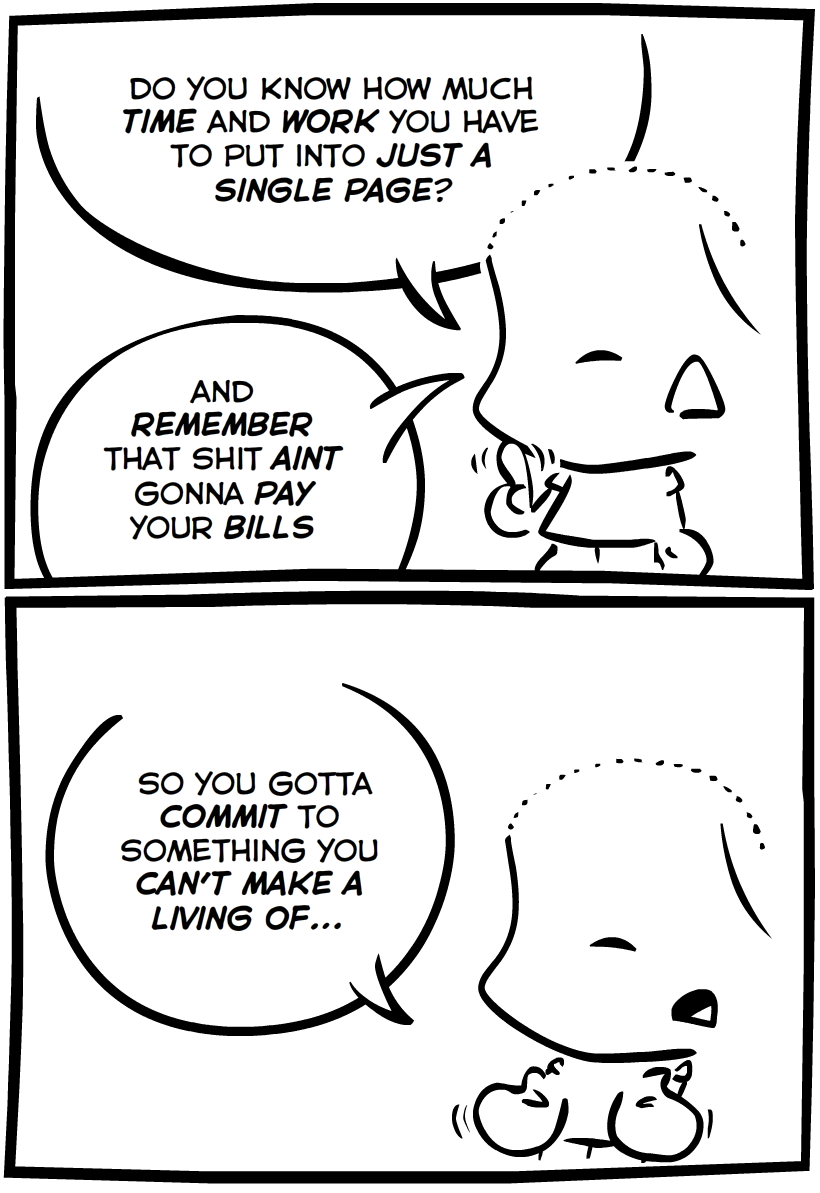 DO YOU KNOW HOW MUCH
TIME AND WORK YOU HAVE
TO PUT INTO JUST A
SINGLE PAGE?
AND
REMEMBER
THAT SHIT AINT
GONNA PAY
YOUR BILLS
SO YOU GOTTA
COMMIT TO
SOMETHING YOU
CAN'T MAKE A
LIVING OF...